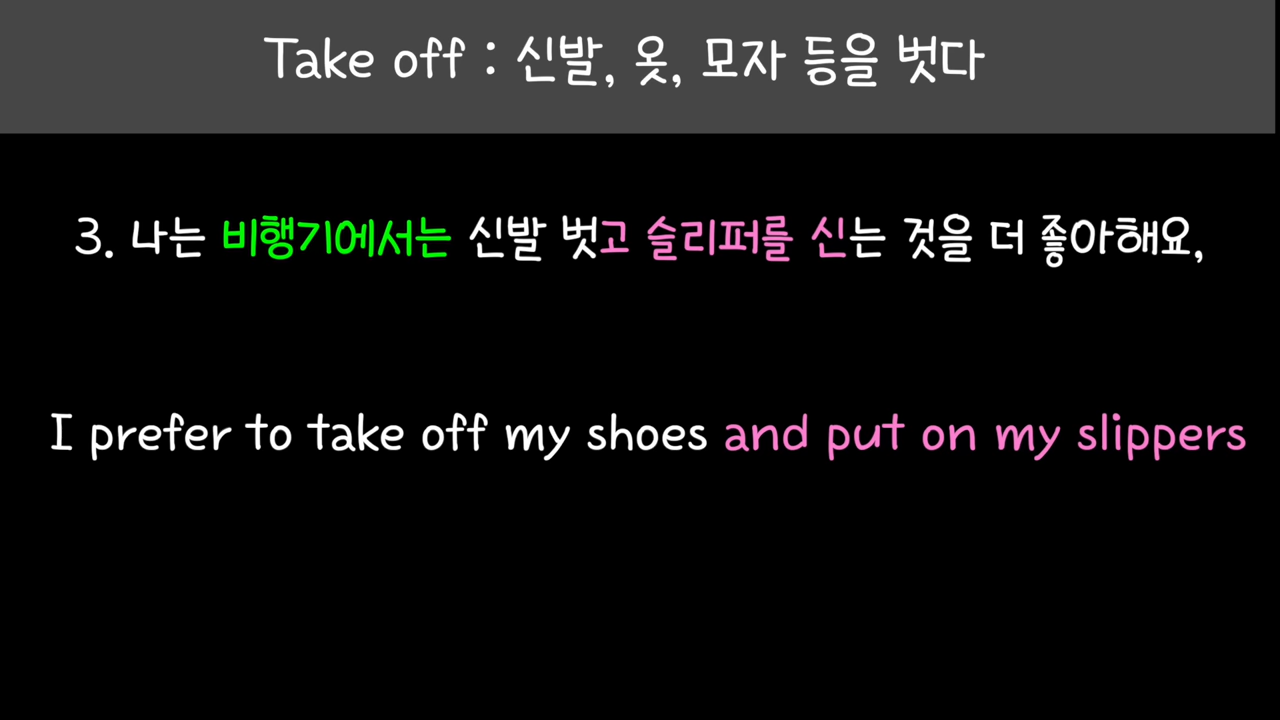 Take off : 신발, 옷, 모자 등을 벗다
3. 나는 비행기에서는 신발 벗고 슬리퍼를 신는 것을 더 좋아해요,
I prefer to take off my shoes and put on my slippers